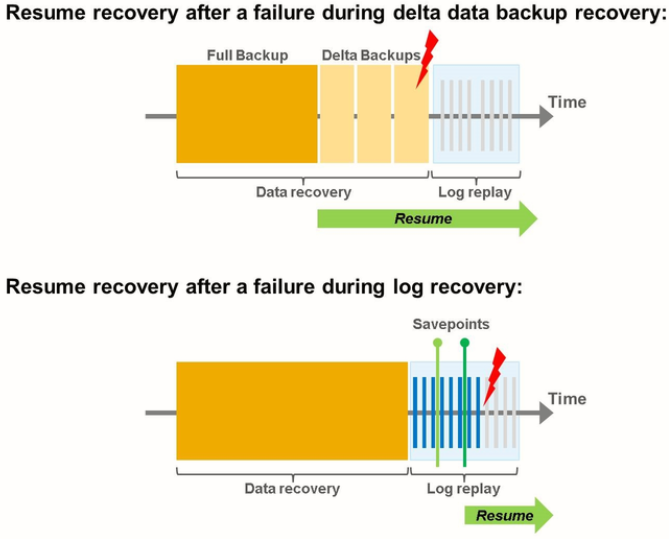 Resume recovery after a failure during delta data backup recovery:
Full Backup
Delta Backups
Time
Data recovery
Log replay
Resume
Resume recovery after a failure during log recovery:
Savepoints
Time
Data recovery
Log replay
Resume